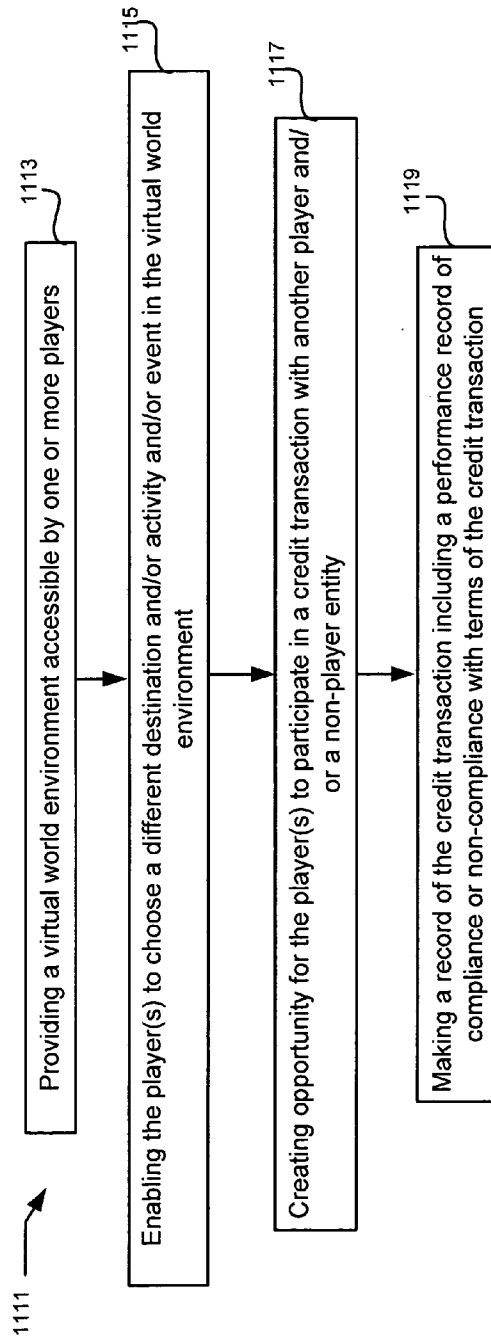 1111
1113
Providing a virtual world environment accessible by one or more players
1115
Enabling the player(s) to choose a different destination and/or activity and/or event in the virtual world
environment
1117
Creating opportunity for the player(s) to participate in a credit transaction with another player and/
or a non-player entity
1119
Making a record of the credit transaction including a performance record of
compliance or non-compliance with terms of the credit transaction